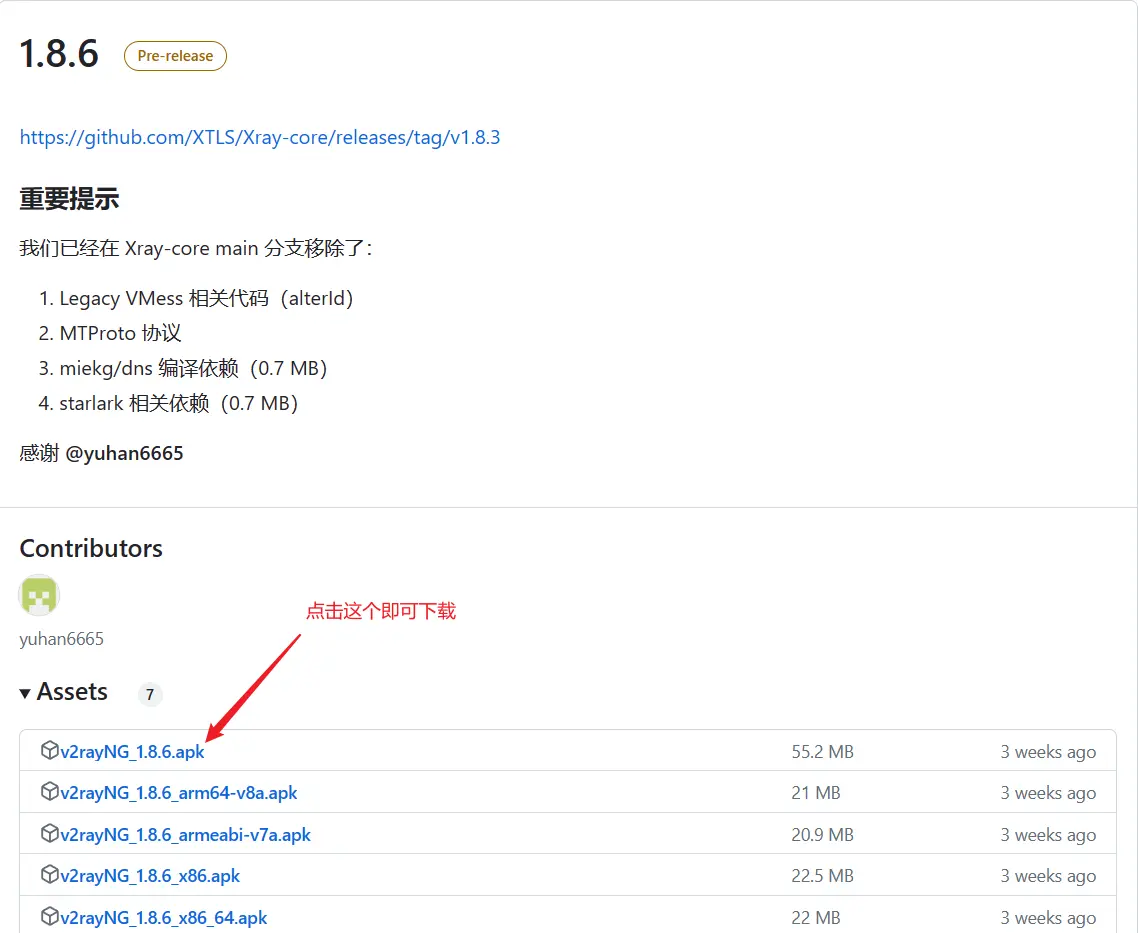 1.8.6 Pre-release
https://github.com/XTLS/Xray-core/releases/tag/v1.8.3
重要提示
我们已经在 Xray-core main 分支移除了：
1. Legacy VMess 相关代码（alterId）
2. MTProto 协议
3. miekg/dns 编译依赖（0.7 MB）
4. starlark 相关依赖（0.7 MB）
感谢 @yuhan6665
Contributors
点击这个即可下载
yuhan6665
Assets 7
v2rayNG_1.8.6.apk 55.2 MB 3 weeks ago
v2rayNG_1.8.6_arm64-v8a.apk 21 MB 3 weeks ago
v2rayNG_1.8.6_armeabi-v7a.apk 20.9 MB 3 weeks ago
v2rayNG_1.8.6_x86.apk 22.5 MB 3 weeks ago
v2rayNG_1.8.6_x86_64.apk 22 MB 3 weeks ago